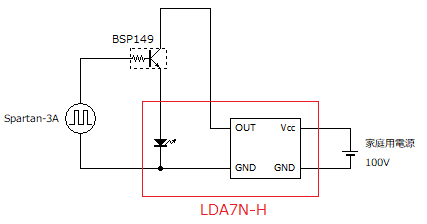 BSP149
Spartan-3A
OUT
Vcc
GND
GND
家庭用電源
100V
LDA7N-H